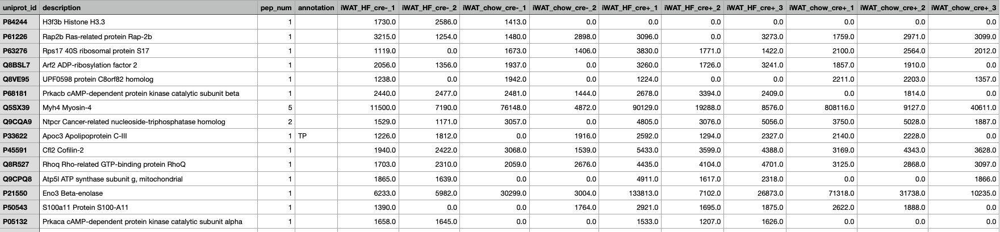 uniprot_id description pep_num annotation iWAT_HF_cre-_1 iWAT_HF_cre-_2 iWAT_chow_cre-_1 iWAT_chow_cre-_2 iWAT_HF_cre+_1 iWAT_HF_cre+_2 iWAT_HF_cre+_3 iWAT_chow_cre+_1 iWAT_chow_cre+_2 iWAT_chow_cre+_3
P84244 H3f3b Histone H3.3 1 1730.0 2586.0 1413.0 0.0 0.0 0.0 0.0 0.0 0.0 0.0
P61226 Rap2b Ras-related protein Rap-2b 1 3215.0 1254.0 1480.0 2898.0 3096.0 0.0 3273.0 1759.0 2971.0 3099.0
P63276 Rps17 40S ribosomal protein S17 1 1119.0 0.0 1673.0 1406.0 3830.0 1771.0 1422.0 2100.0 2564.0 2012.0
Q8BSL7 Arf2 ADP-ribosylation factor 2 1 2056.0 1356.0 1937.0 0.0 3260.0 1726.0 3241.0 1857.0 1910.0 0.0
Q8VE95 UPF0598 protein C8orf82 homolog 1 1238.0 0.0 1942.0 0.0 1224.0 0.0 0.0 2211.0 2203.0 1357.0
P68181 Prkacb cAMP-dependent protein kinase catalytic subunit beta 1 2440.0 2477.0 2481.0 1444.0 2678.0 3394.0 2409.0 0.0 1814.0 0.0
Q5SX39 Myh4 Myosin-4 5 11500.0 7190.0 76148.0 4872.0 90129.0 19288.0 8576.0 808116.0 9127.0 40611.0
Q9CQA9 Ntpcr Cancer-related nucleoside-triphosphatase homolog 2 1529.0 1171.0 3057.0 0.0 4805.0 3076.0 5056.0 3750.0 5028.0 1887.0
P33622 Apoc3 Apolipoprotein C-III 1 TP 1226.0 1812.0 0.0 1916.0 2592.0 1294.0 2327.0 2140.0 2228.0 0.0
P45591 Cfl2 Cofilin-2 1 1940.0 2422.0 3068.0 1539.0 5433.0 3599.0 4388.0 3169.0 4343.0 3628.0
Q8R527 Rhoq Rho-related GTP-binding protein RhoQ 1 1703.0 2310.0 2059.0 2676.0 4435.0 4104.0 4701.0 3125.0 2868.0 3097.0
Q9CPQ8 Atp5l ATP synthase subunit g, mitochondrial 1 1865.0 1639.0 0.0 0.0 4911.0 1617.0 2318.0 0.0 0.0 1866.0
P21550 Eno3 Beta-enolase 1 6233.0 5982.0 30299.0 3004.0 133813.0 7102.0 26873.0 71318.0 31738.0 10235.0
P50543 S100a11 Protein S100-A11 1 1390.0 0.0 0.0 1764.0 2921.0 1695.0 1875.0 2622.0 1888.0 0.0
P05132 Prkaca cAMP-dependent protein kinase catalytic subunit alpha 1 1658.0 1645.0 0.0 0.0 1533.0 1207.0 1626.0 0.0 0.0 0.0